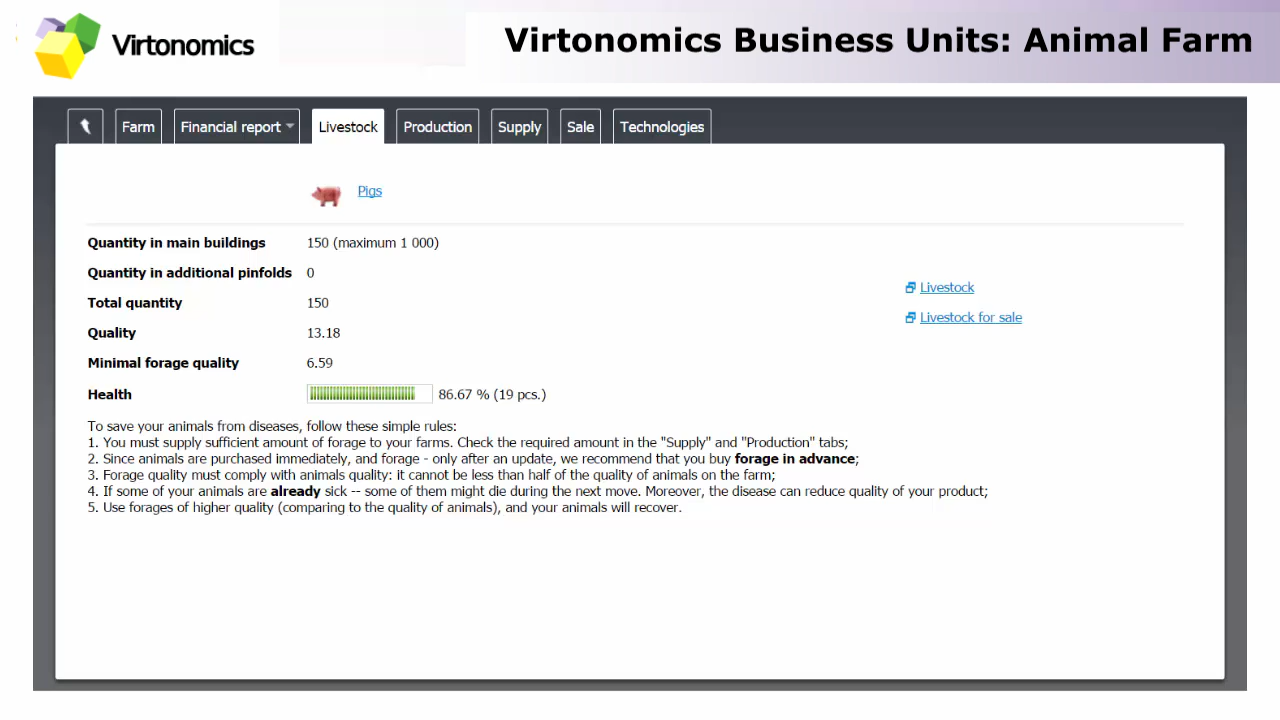 Virtonomics
Virtonomics Business Units: Animal Farm
Farm
Financial report
Livestock
Production
Supply
Sale
Technologies
Pigs
Quantity in main buildings 150 (maximum 1 000)
Quantity in additional pinfolds 0
Livestock
Total quantity 150
Livestock for sale
Quality 13.18
Minimal forage quality 6.59
Health 86.67 % (19 pcs.)
To save your animals from diseases, follow these simple rules:
1. You must supply sufficient amount of forage to your farms. Check the required amount in the "Supply" and "Production" tabs;
2. Since animals are purchased immediately, and forage - only after an update, we recommend that you buy forage in advance;
3. Forage quality must comply with animals quality: it cannot be less than half of the quality of animals on the farm;
4. If some of your animals are already sick -- some of them might die during the next move. Moreover, the disease can reduce quality of your product;
5. Use forages of higher quality (comparing to the quality of animals), and your animals will recover.